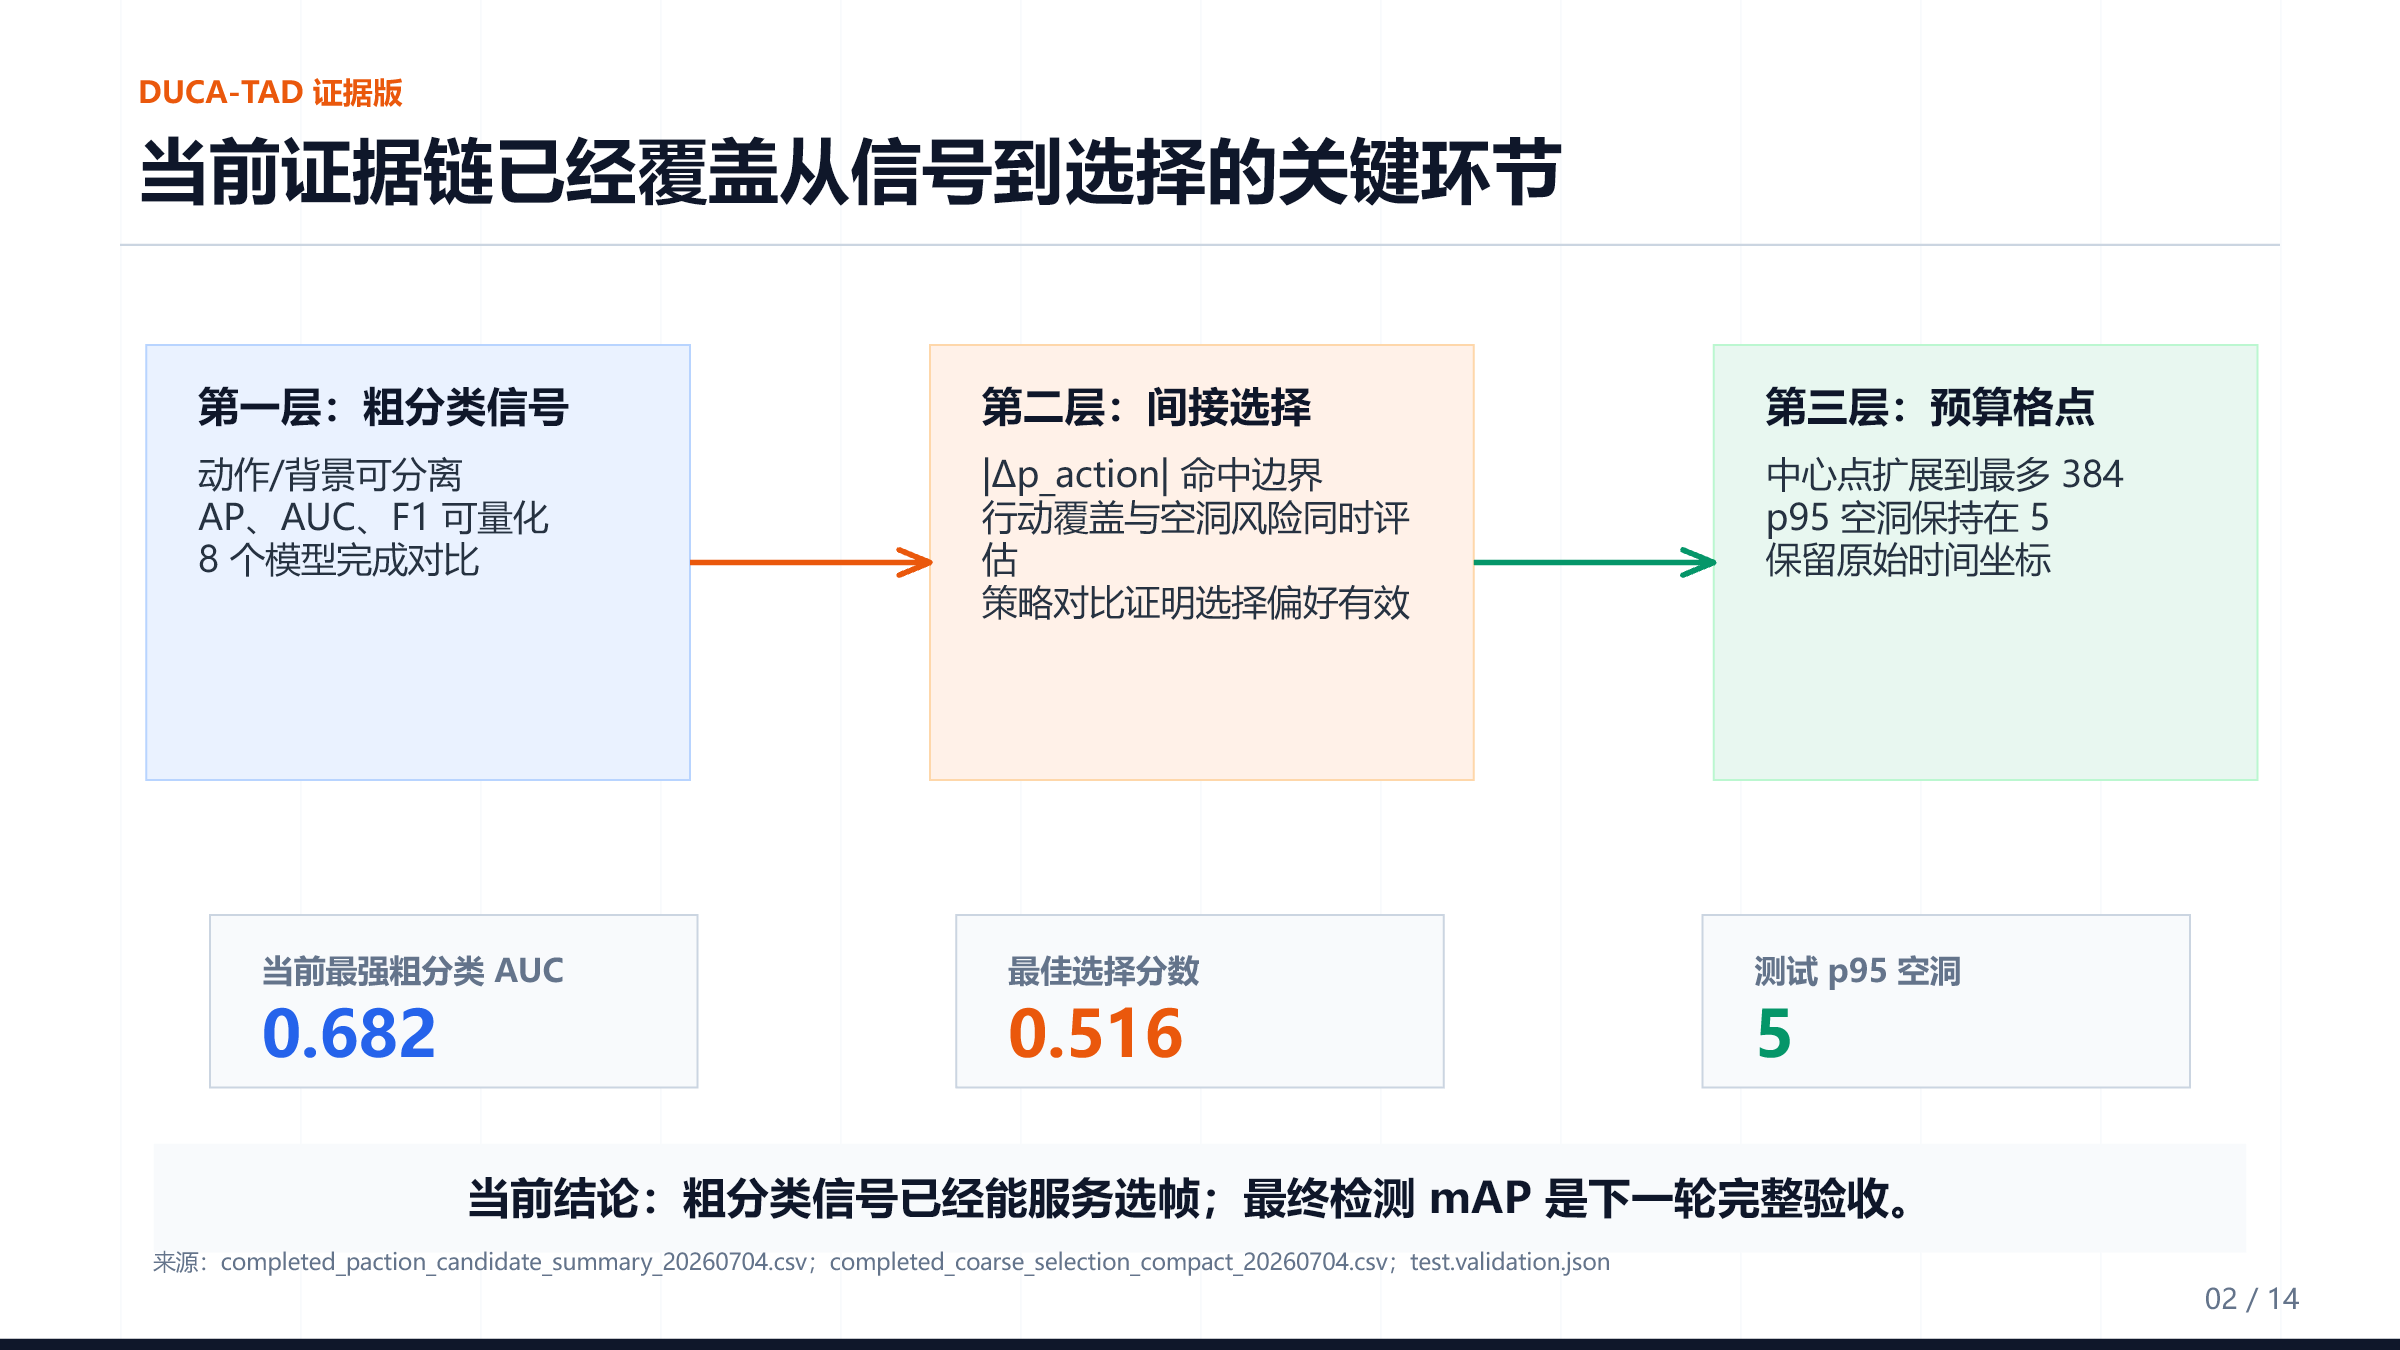 DUCA-TAD 证据版
当前证据链已经覆盖从信号到选择的关键环节
第一层：粗分类信号
动作/背景可分离
AP、AUC、F1 可量化
8 个模型完成对比
第二层：间接选择
|Δp_action| 命中边界
行动覆盖与空洞风险同时评
估
策略对比证明选择偏好有效
第三层：预算格点
中心点扩展到最多 384
p95 空洞保持在 5
保留原始时间坐标
当前最强粗分类 AUC
0.682
最佳选择分数
0.516
测试 p95 空洞
5
当前结论：粗分类信号已经能服务选帧；最终检测 mAP 是下一轮完整验收。
来源：completed_paction_candidate_summary_20260704.csv；completed_coarse_selection_compact_20260704.csv；test.validation.json
02 / 14